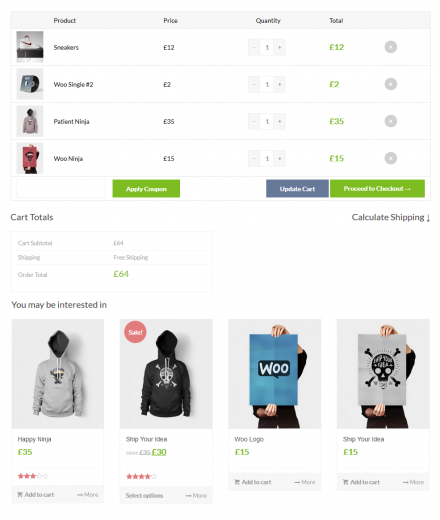 Product Price Quantity Total
Sneakers £12 − 1 + £12 ×
Woo Single #2 £2 − 1 + £2 ×
Patient Ninja £35 − 1 + £35 ×
Woo Ninja £15 − 1 + £15 ×
Apply Coupon Update Cart Proceed to Checkout →
Cart Totals Calculate Shipping ↓
Cart Subtotal £64
Shipping Free Shipping
Order Total £64
You may be interested in
Sale!
WOO
SHIP YOUR IDEA
Happy Ninja Ship Your Idea Woo Logo Ship Your Idea
£35 £35 £30 £15 £15
Add to cart → More Select options → More Add to cart → More Add to cart → More